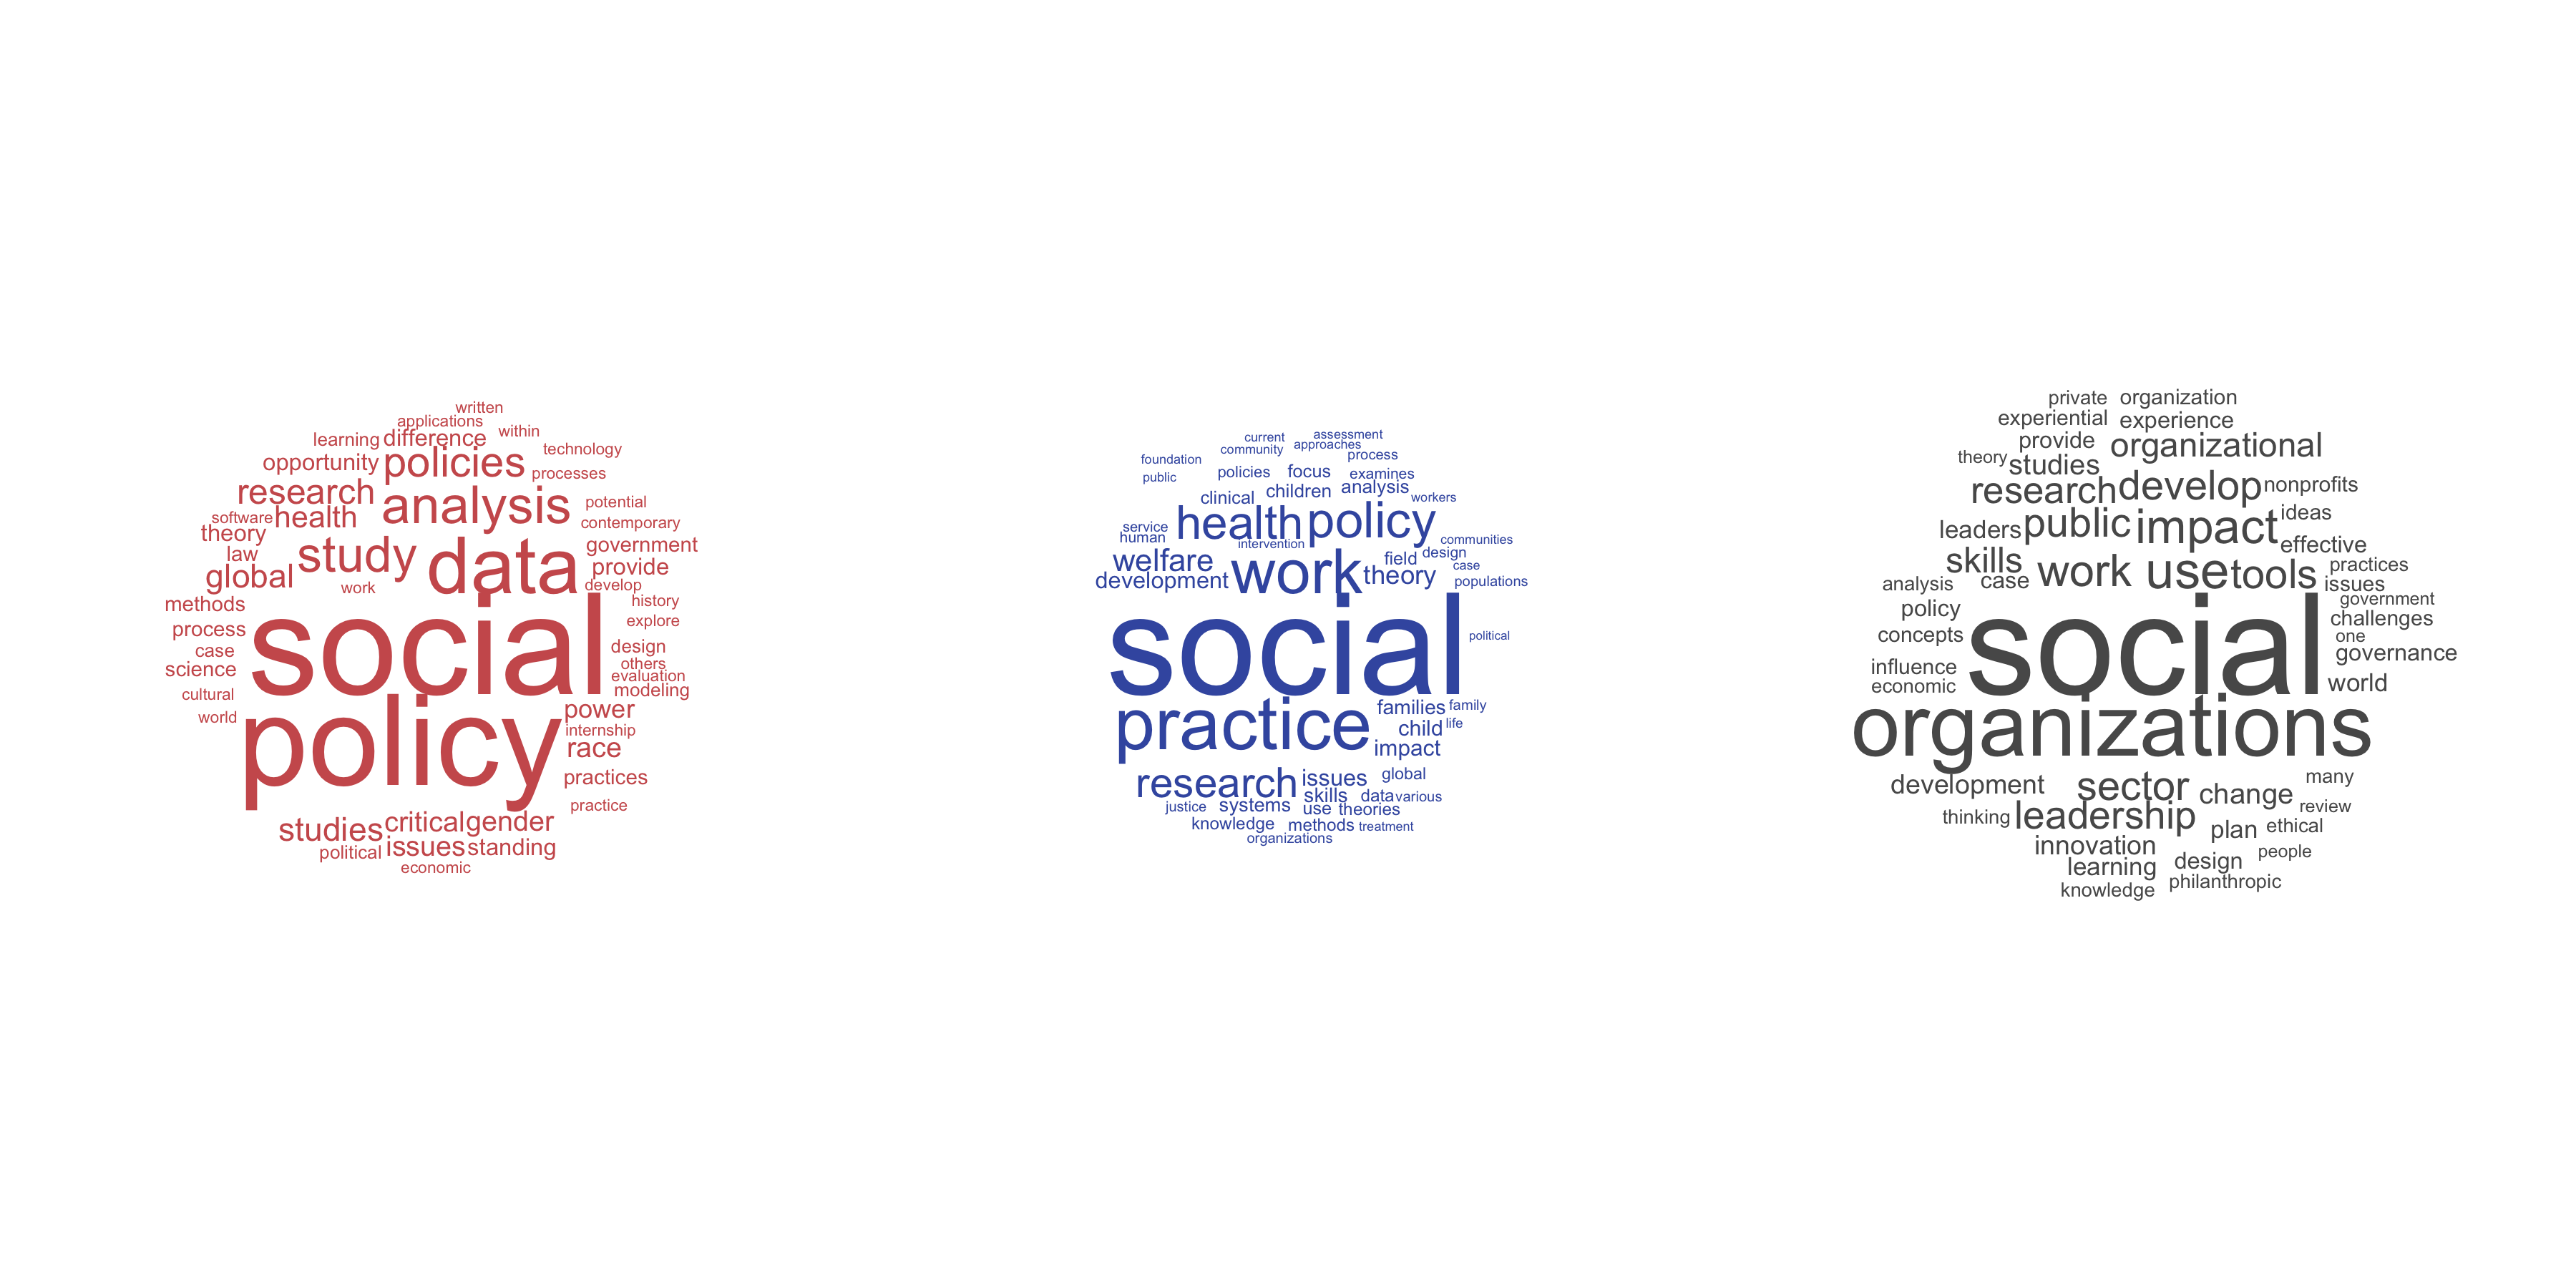 written
applications
learning difference within
opportunity policies technology
processes
research analysis potential
software health contemporary
theory
law study data government
global work provide
develop
methods history
process social explore
case design
science others
evaluation
cultural modeling
world policy power
internship
race
practices
practice
studies critical gender
political issues standing
economic
current assessment
community approaches
foundation process
public policies focus examines
clinical children analysis workers
service health policy
human intervention communities
welfare work field design
development theory case
populations
social political
practice families family
child life
impact
research issues global
skills data various
justice systems use theories
knowledge methods treatment
organizations
private organization
experiential experience
provide organizational
theory studies
research develop nonprofits
leaders public impact ideas
effective
skills work use tools practices
analysis case issues
policy government
concepts social challenges
one
influence governance
economic world
organizations
development sector change many
thinking leadership review
plan ethical
innovation people
learning design
knowledge philanthropic